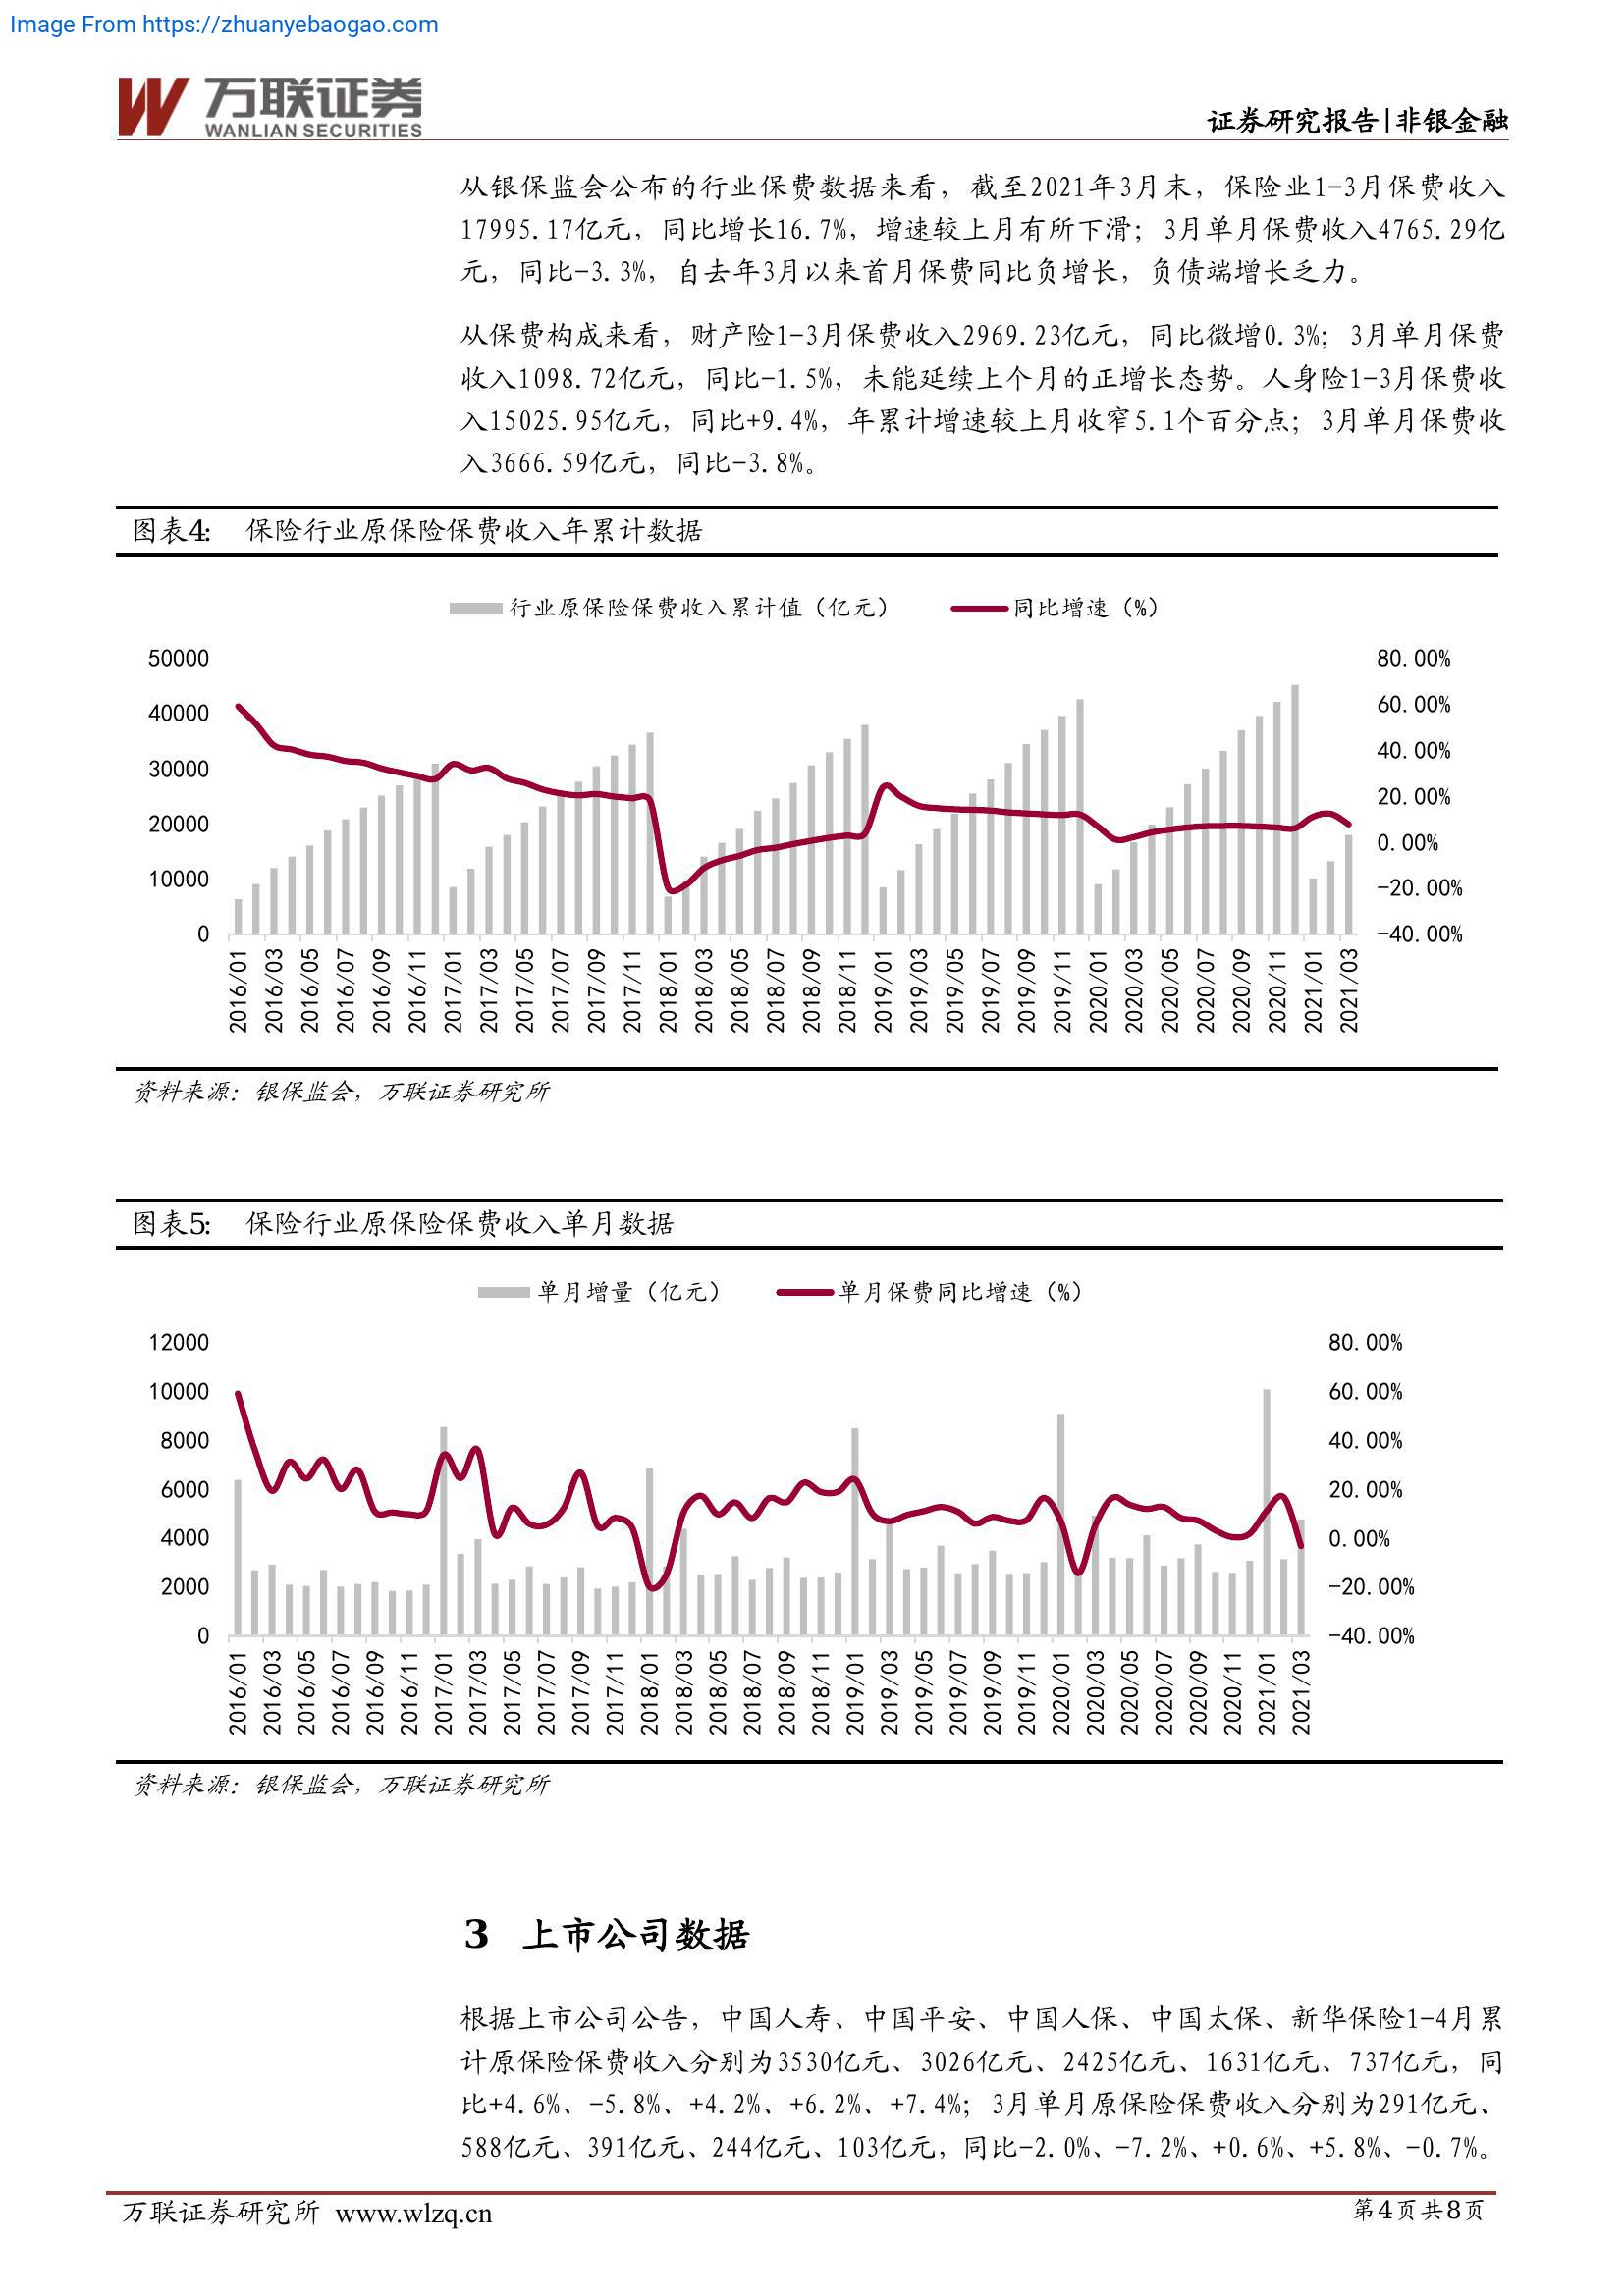 Image From https://zhuanyebaogao.com
万联证券
WANLIAN SECURITIES
证券研究报告|非银金融
从银保监会公布的行业保费数据来看，截至2021年3月末，保险业1-3月保费收入
17995.17亿元，同比增长16.7%，增速较上月有所下滑；3月单月保费收入4765.29亿
元，同比-3.3%，自去年3月以来首月保费同比负增长，负债端增长乏力。
从保费构成来看，财产险1-3月保费收入2969.23亿元，同比微增0.3%；3月单月保费
收入1098.72亿元，同比-1.5%，未能延续上个月的正增长态势。人身险1-3月保费收
入15025.95亿元，同比+9.4%，年累计增速较上月收窄5.1个百分点；3月单月保费收
入3666.59亿元，同比-3.8%。
图表4: 保险行业原保险保费收入年累计数据
行业原保险保费收入累计值（亿元） 同比增速（%）
50000 80.00%
40000 60.00%
30000 40.00%
20000 20.00%
10000 0.00%
0 -20.00%
-40.00%
2016/01 2016/03 2016/05 2016/07 2016/09 2016/11 2017/01 2017/03 2017/05 2017/07 2017/09 2017/11 2018/01 2018/03 2018/05 2018/07 2018/09 2018/11 2019/01 2019/03 2019/05 2019/07 2019/09 2019/11 2020/01 2020/03 2020/05 2020/07 2020/09 2020/11 2021/01 2021/03
资料来源：银保监会，万联证券研究所
图表5: 保险行业原保险保费收入单月数据
单月增量（亿元） 单月保费同比增速（%）
12000 80.00%
10000 60.00%
8000 40.00%
6000 20.00%
4000 0.00%
2000 -20.00%
0 -40.00%
2016/01 2016/03 2016/05 2016/07 2016/09 2016/11 2017/01 2017/03 2017/05 2017/07 2017/09 2017/11 2018/01 2018/03 2018/05 2018/07 2018/09 2018/11 2019/01 2019/03 2019/05 2019/07 2019/09 2019/11 2020/01 2020/03 2020/05 2020/07 2020/09 2020/11 2021/01 2021/03
资料来源：银保监会，万联证券研究所
3 上市公司数据
根据上市公司公告，中国人寿、中国平安、中国人保、中国太保、新华保险1-4月累
计原保险保费收入分别为3530亿元、3026亿元、2425亿元、1631亿元、737亿元，同
比+4.6%、-5.8%、+4.2%、+6.2%、+7.4%；3月单月原保险保费收入分别为291亿元、
588亿元、391亿元、244亿元、103亿元，同比-2.0%、-7.2%、+0.6%、+5.8%、-0.7%。
万联证券研究所 www.wlzq.cn 第4页共8页